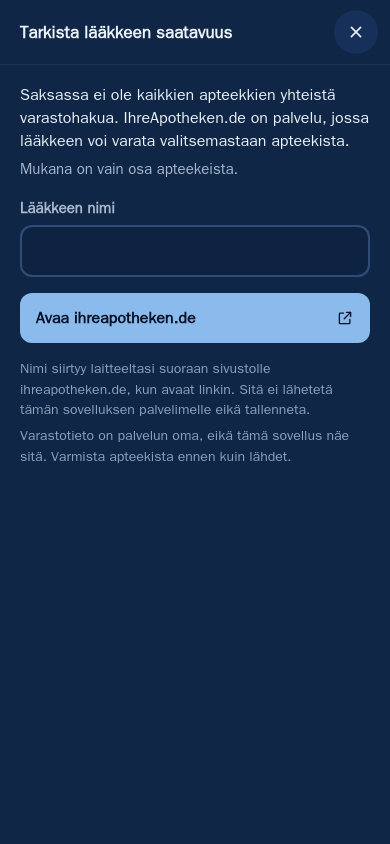 Tarkista lääkkeen saatavuus
Saksassa ei ole kaikkien apteekkien yhteistä
varastohakua. IhreApotheken.de on palvelu, jossa
lääkkeen voi varata valitsemastaan apteekista.
Mukana on vain osa apteekeista.
Lääkkeen nimi
Avaa ihreapotheken.de
Nimi siirtyy laitteeltasi suoraan sivustolle
ihreapotheken.de, kun avaat linkin. Sitä ei lähetetä
tämän sovelluksen palvelimelle eikä tallenneta.
Varastotieto on palvelun oma, eikä tämä sovellus näe
sitä. Varmista apteekista ennen kuin lähdet.